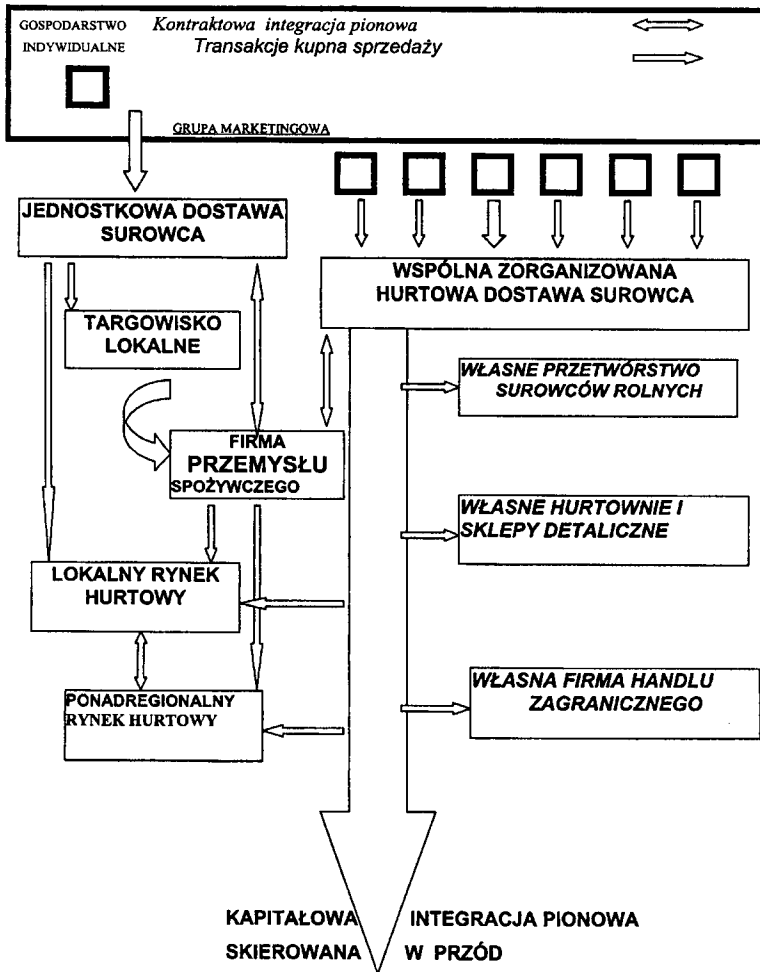 GOSPODARSTWO
INDYWIDUALNE
Kontraktowa integracja pionowa
Transakcje kupna sprzedaży
GRUPA MARKETINGOWA
JEDNOSTKOWA DOSTAWA
SUROWCA
WSPÓLNA ZORGANIZOWANA
HURTOWA DOSTAWA SUROWCA
TARGOWISKO
LOKALNE
WŁASNE PRZETWÓRSTWO
SUROWCÓW ROLNYCH
FIRMA
PRZEMYSŁU
SPOŻYWCZEGO
WŁASNE HURTOWNIE I
SKLEPY DETALICZNE
LOKALNY RYNEK
HURTOWY
PONADREGIONALNY
RYNEK HURTOWY
WŁASNA FIRMA HANDLU
ZAGRANICZNEGO
KAPITAŁOWA INTEGRACJA PIONOWA
SKIEROWANA W PRZÓD